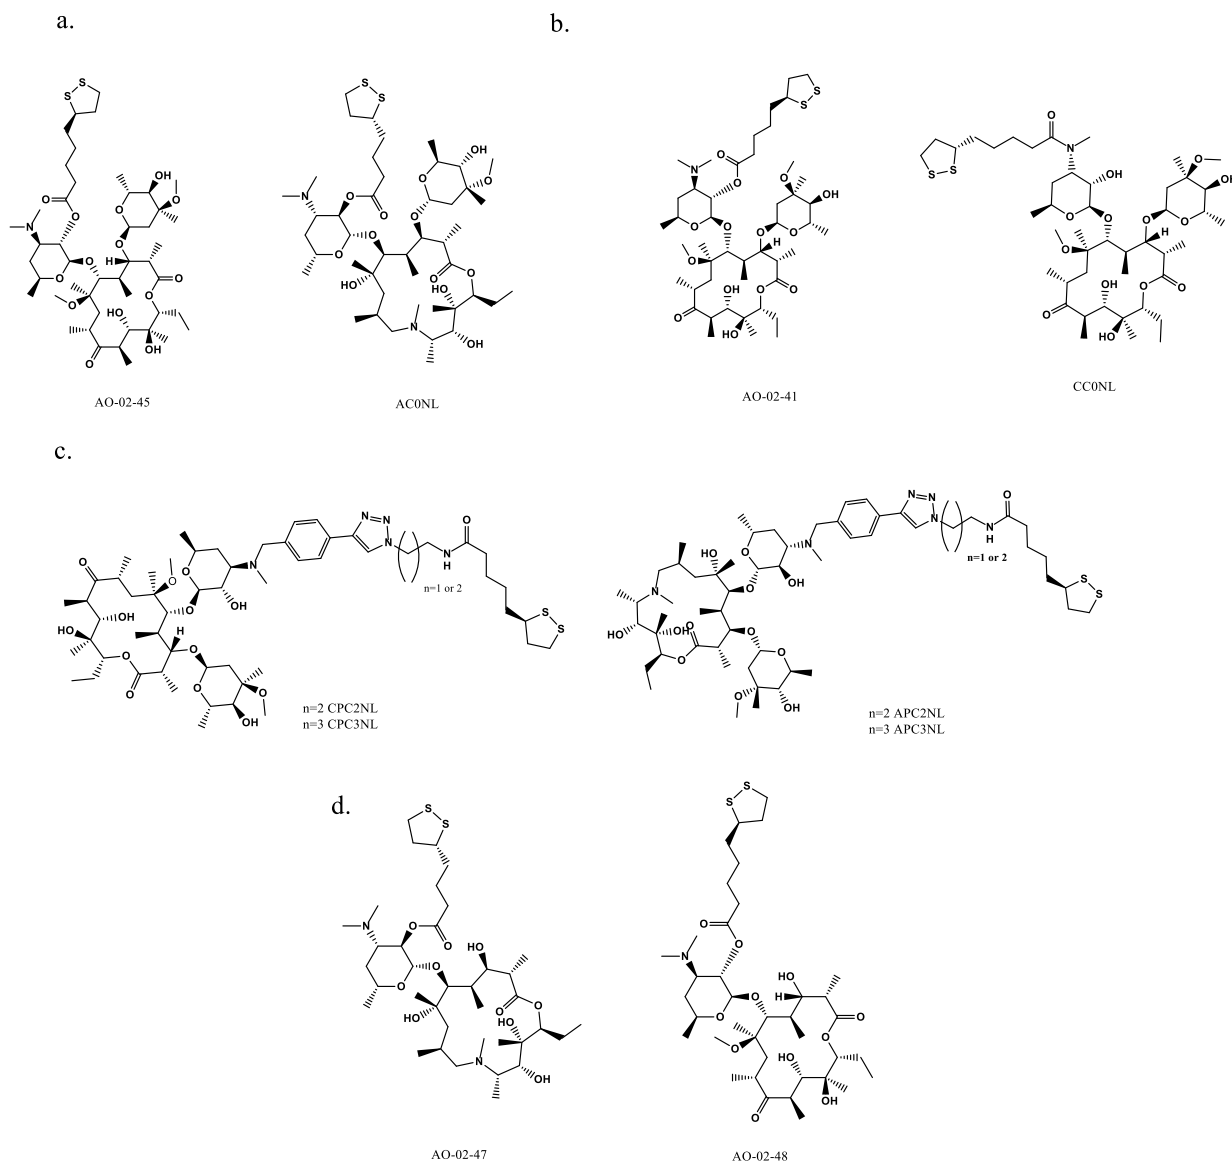 a.
b.
AO-02-45
AC0NL
AO-02-41
CC0NL
c.
n=1 or 2
n=2 CPC2NL
n=3 CPC3NL
n=1 or 2
n=2 APC2NL
n=3 APC3NL
d.
AO-02-47
AO-02-48